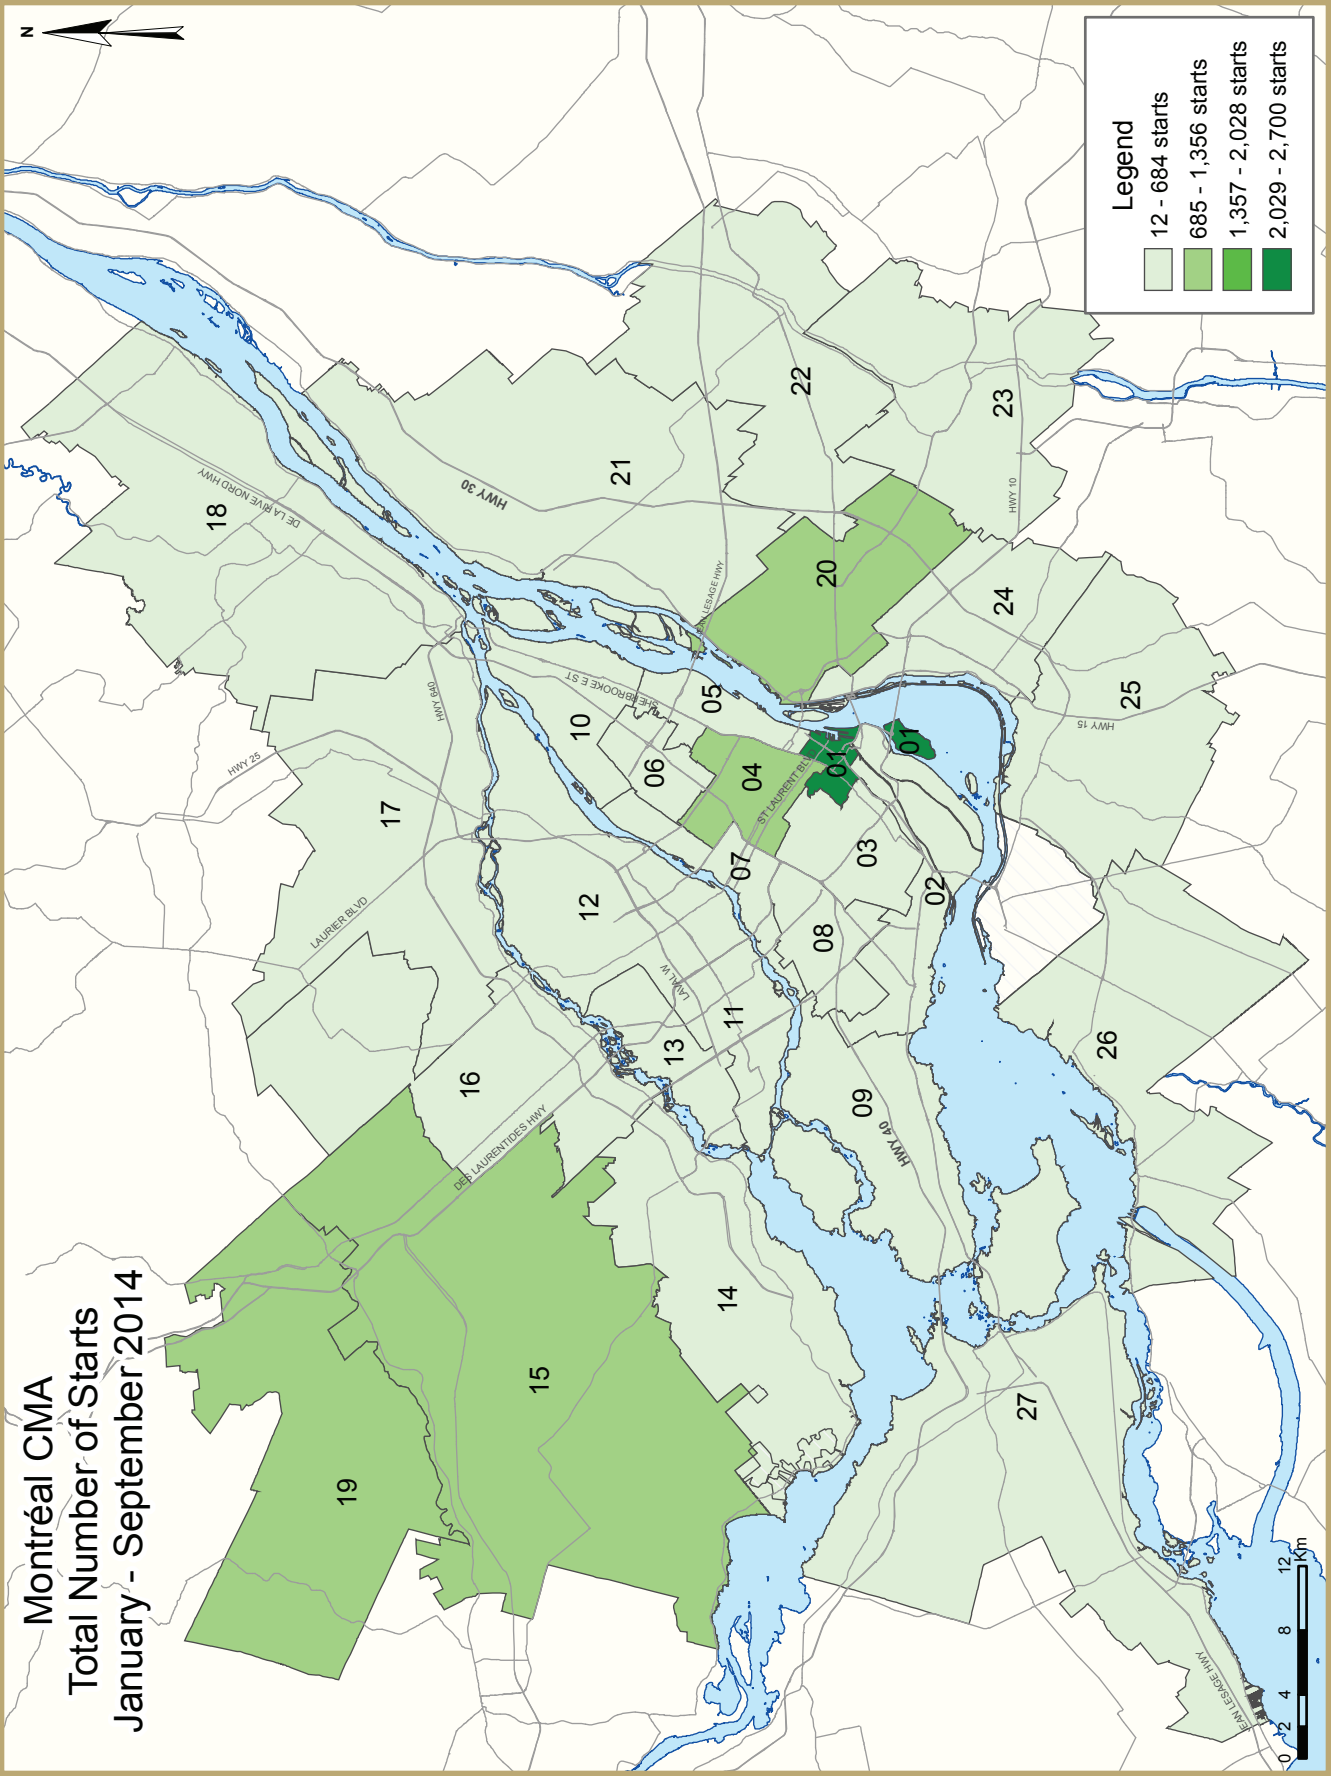 Montréal CMA
Total Number of Starts
January - September 2014
N
Legend
12 - 684 starts
685 - 1,356 starts
1,357 - 2,028 starts
2,029 - 2,700 starts
18
DE LA RIVE NORD HWY
HWY 30
21
22
23
HWY 10
20
24
25
HWY 15
JEAN LESAGE HWY
SHERBROOKE E ST
HWY 640
HWY 25
17
LAURIER BLVD
10
05
06
04
01
01
ST LAURENT BLV
07
03
02
08
12
LAVAL W
11
13
16
DES LAURENTIDES HWY
09
HWY 40
26
14
15
19
27
JEAN LESAGE HWY
0 2 4 8 12
Km